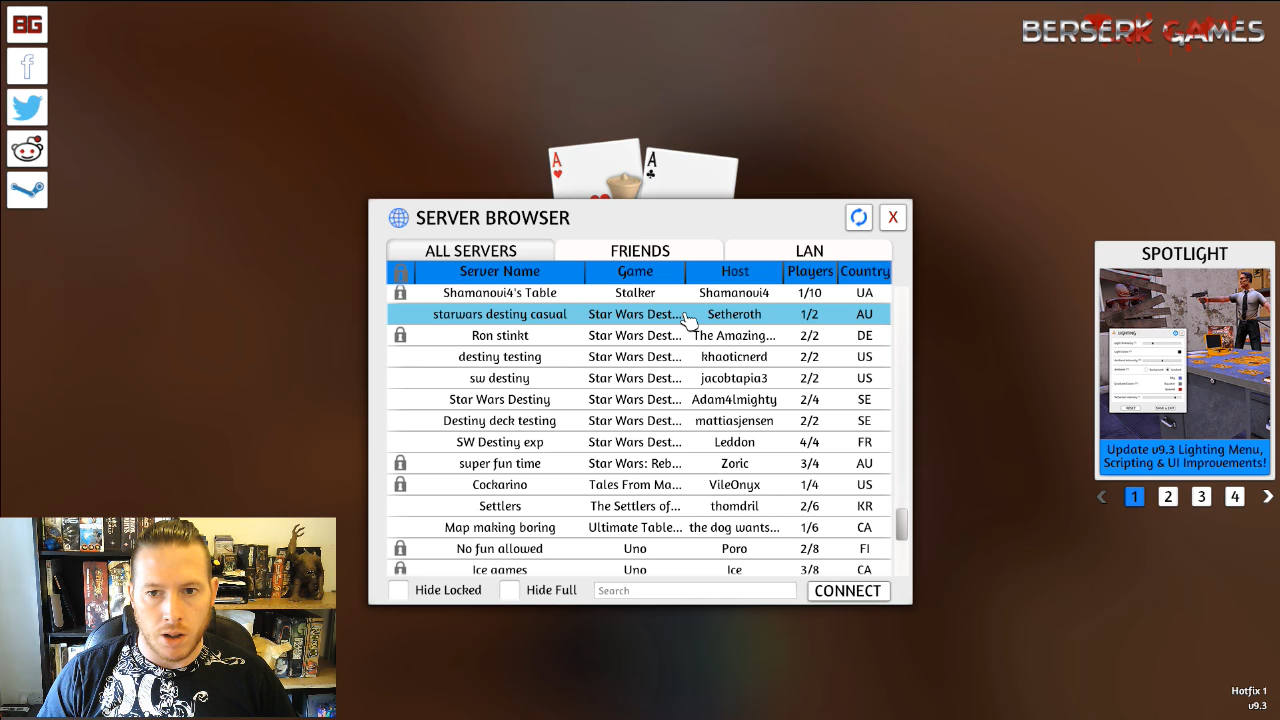 BG
BERSERK GAMES
f
A
A
SERVER BROWSER
X
ALL SERVERS FRIENDS LAN
Server Name Game Host Players Country
Shamanovi4's Table Stalker Shamanovi4 1/10 UA
starwars destiny casual Star Wars Dest... Setheroth 1/2 AU
Ron stinkt Star Wars Dest... The Amazing... 2/2 DE
destiny testing Star Wars Dest... khaoticnerd 2/2 US
sw destiny Star Wars Dest... jacobtapia3 2/2 US
Star Wars Destiny Star Wars Dest... Adam4lmighty 2/4 SE
Destiny deck testing Star Wars Dest... mattiasjensen 2/2 SE
SW Destiny exp Star Wars Dest... Leddon 4/4 FR
super fun time Star Wars: Reb... Zoric 3/4 AU
Cockarino Tales From Ma... VileOnyx 1/4 US
Settlers The Settlers of... thomdril 2/6 KR
Map making boring Ultimate Table... the dog wants... 1/6 CA
No fun allowed Uno Poro 2/8 FI
Ice games Uno Ice 3/8 CA
Hide Locked Hide Full Search CONNECT
SPOTLIGHT
LIGHTING
Update v9.3 Lighting Menu,
Scripting & UI Improvements!
< 1 2 3 4 >
Hotfix 1
v9.3